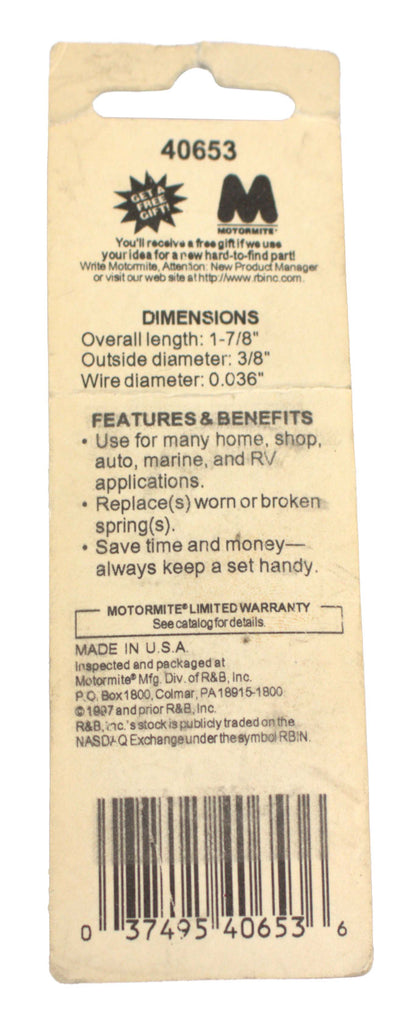 40653
GET A
FREE
GIFT!
M
MOTORMITE®
You'll receive a free gift if we use
your idea for a new hard-to-find part!
Write Motormite, Attention: New Product Manager
or visit our web site at http://www.rbinc.com.
DIMENSIONS
Overall length: 1-7/8"
Outside diameter: 3/8"
Wire diameter: 0.036"
FEATURES & BENEFITS
• Use for many home, shop,
auto, marine, and RV
applications.
• Replace(s) worn or broken
spring(s).
• Save time and money—
always keep a set handy.
MOTORMITE® LIMITED WARRANTY
See catalog for details.
MADE IN U.S.A.
Inspected and packaged at
Motormite® Mfg. Div. of R&B, Inc.
P.O. Box 1800, Colmar, PA 18915-1800
©1997 and prior R&B, Inc.
R&B, Inc.'s stock is publicly traded on the
NASDAQ Exchange under the symbol RBIN.
0 37495 40653 6